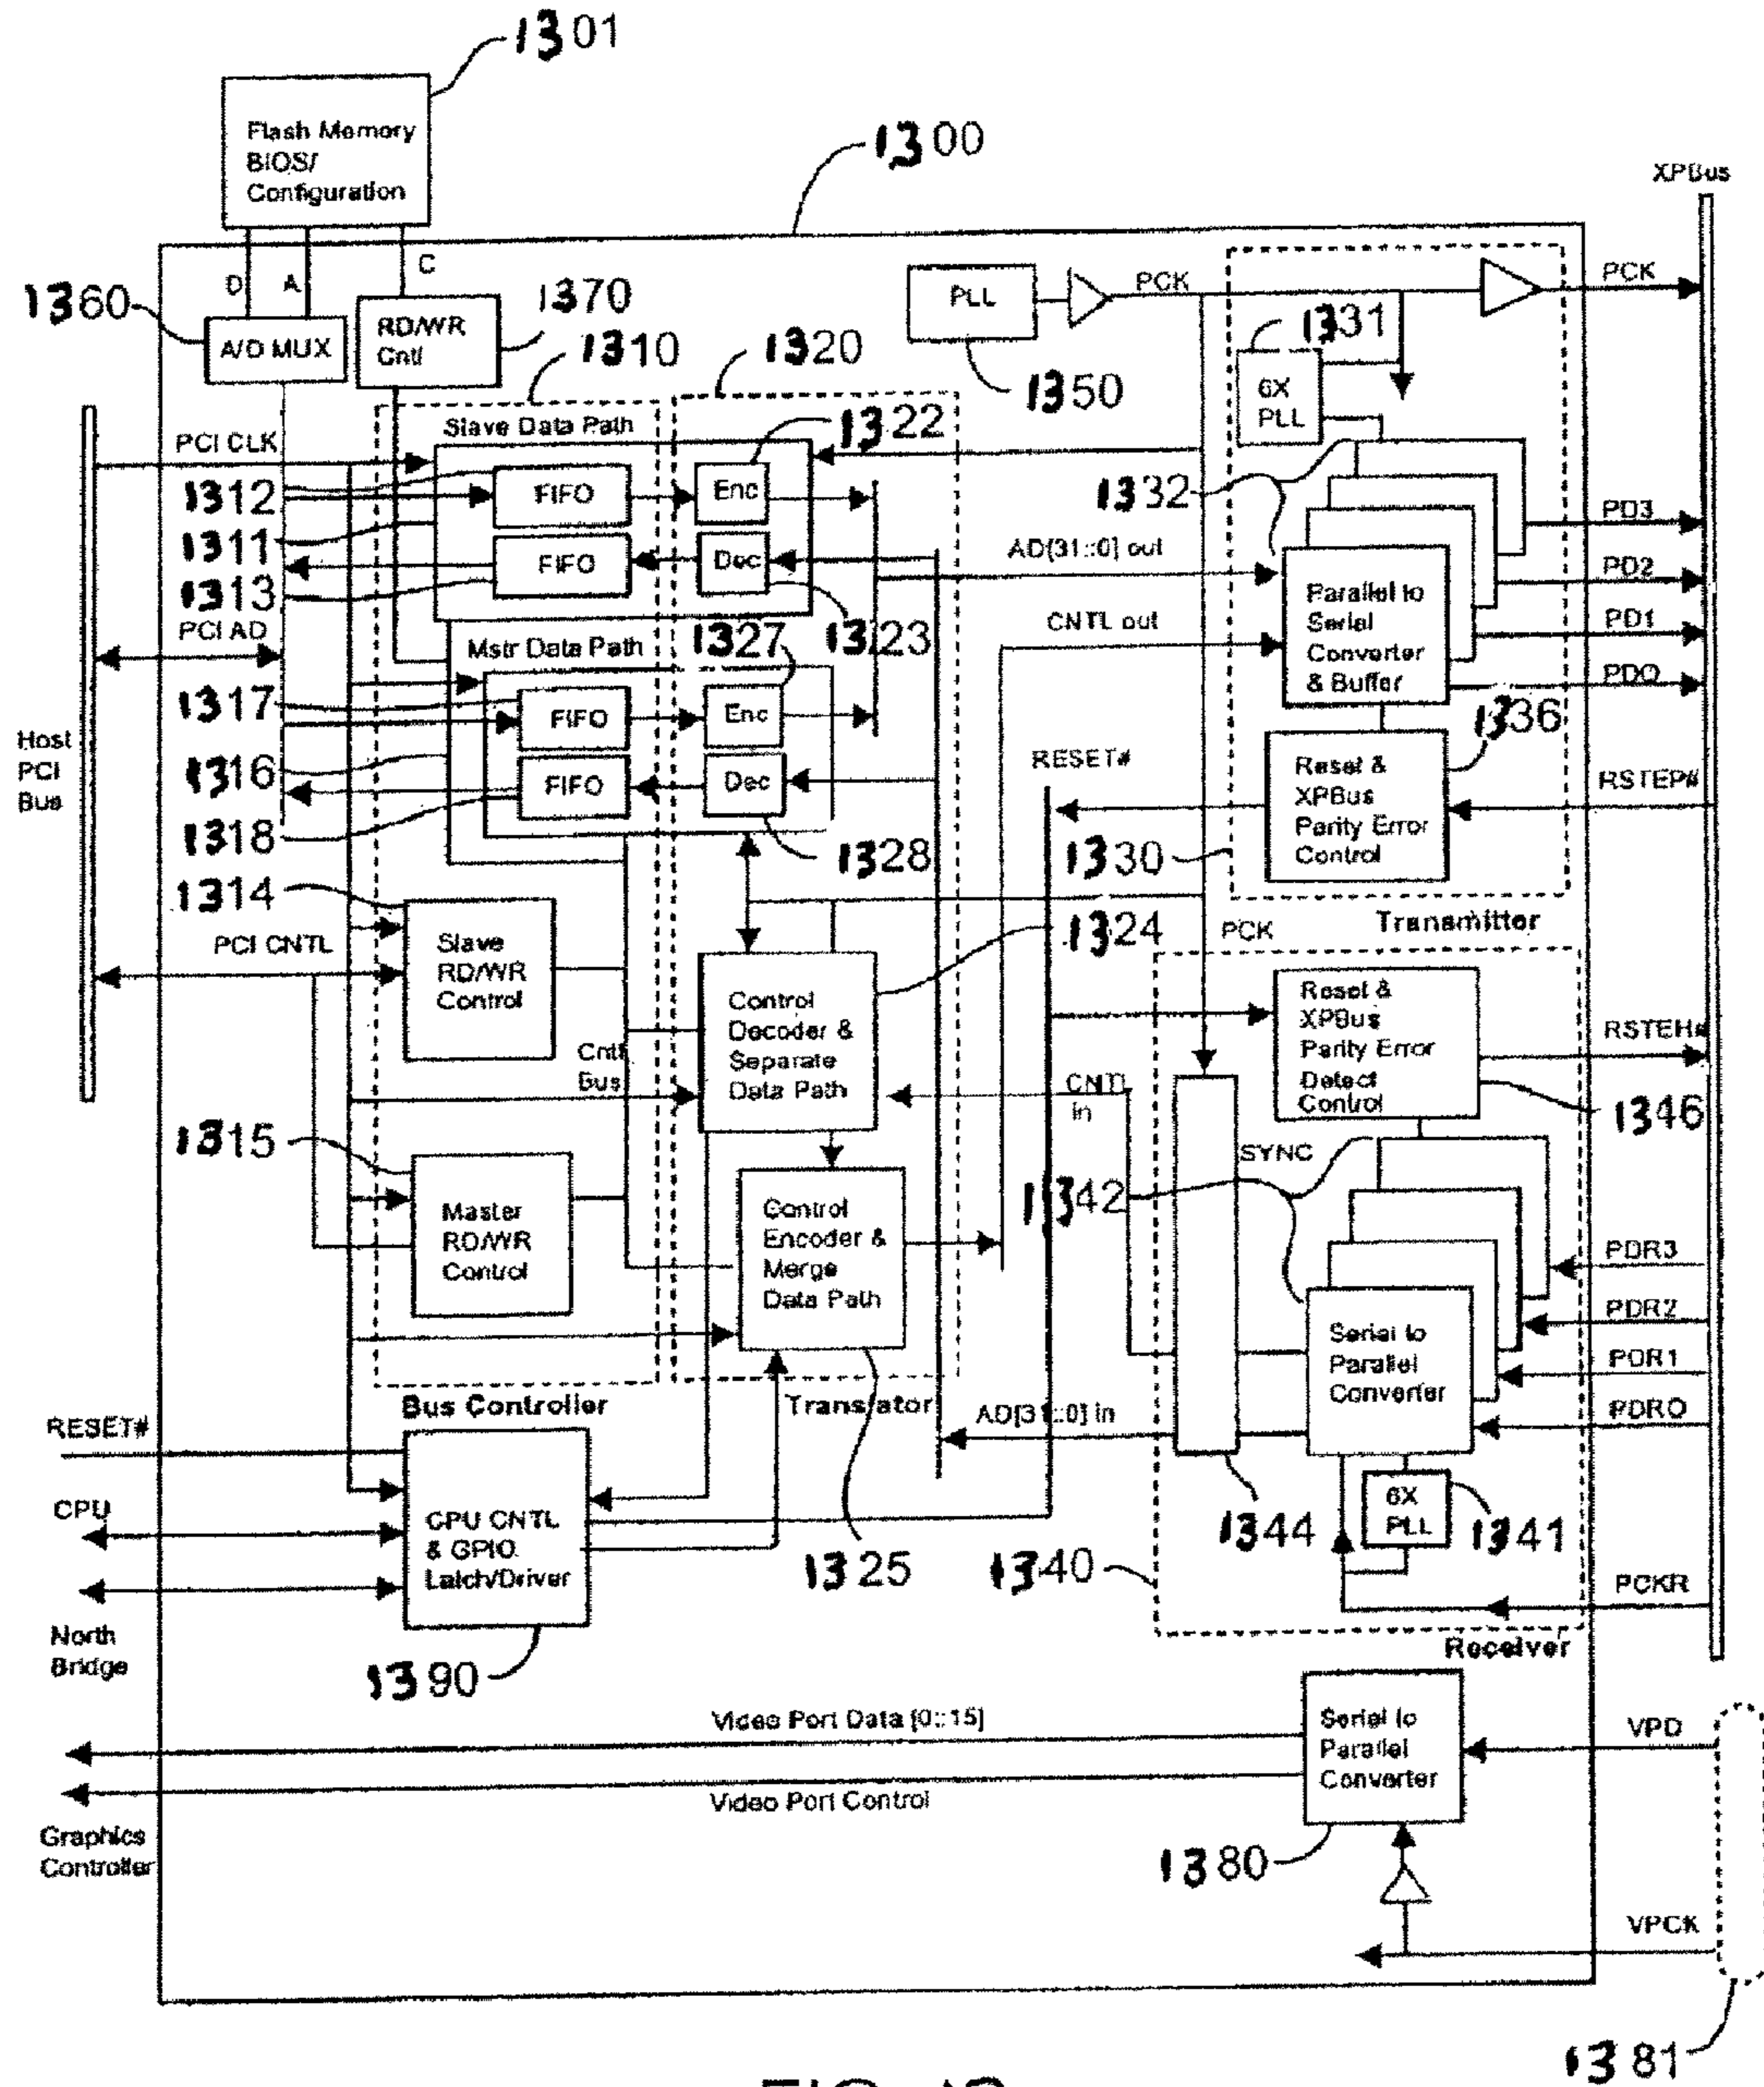 1301
Flash Memory
BIOS/
Configuration
1300
XPBus
D
A
C
1360
A/D MUX
1370
RD/WR
Cntl
1310
1320
PLL
1350
PCK
PCK
1331
6X
PLL
Slave Data Path
PCI CLK
1312
FIFO
1322
Enc
1311
1313
FIFO
Dec
1323
1332
AD[31::0] out
CNTL out
Parallel to
Serial
Converter
& Buffer
PD3
PD2
PD1
PD0
PCI AD
Mstr Data Path
1327
1317
FIFO
Enc
1316
1318
FIFO
Dec
1328
Host
PCI
Bus
RESET#
1336
Reset &
XPBus
Parity Error
Control
RSTEP#
1330
Transmitter
1314
Slave
RD/WR
Control
PCI CNTL
1324
PCK
Control
Decoder &
Separate
Data Path
Cntl
Bus
CNTL
in
Reset &
XPBus
Parity Error
Detect
Control
RSTEH#
1346
1315
Master
RD/WR
Control
Control
Encoder &
Merge
Data Path
SYNC
1342
Serial to
Parallel
Converter
PDR3
PDR2
PDR1
PDR0
Bus Controller
Translator
AD[31::0] in
RESET#
CPU
CPU CNTL
& GPIO
Latch/Driver
North
Bridge
1390
1325
1340
1344
6X
PLL
1341
PCKR
Receiver
Video Port Data [0::15]
Video Port Control
Graphics
Controller
Serial to
Parallel
Converter
VPD
1380
VPCK
1381